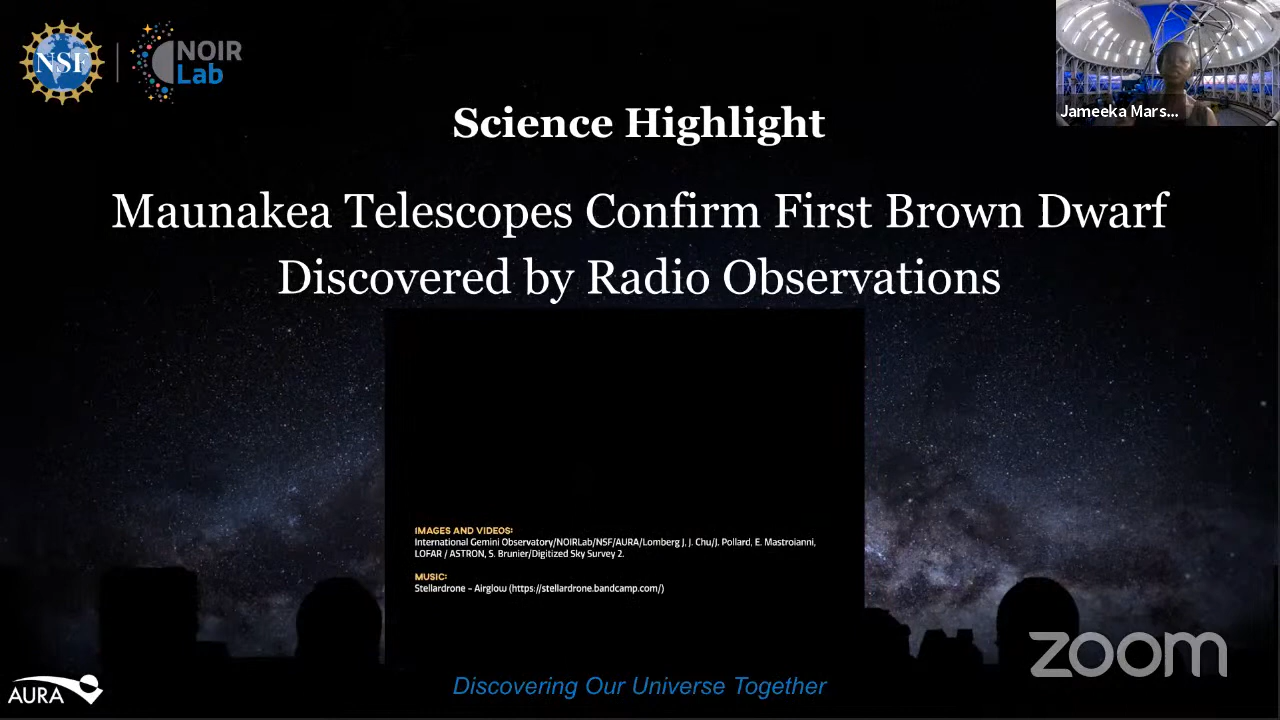 NSF
NOIR
Lab
Jameeka Mars...
Science Highlight
Maunakea Telescopes Confirm First Brown Dwarf
Discovered by Radio Observations
IMAGES AND VIDEOS:
International Gemini Observatory/NOIRLab/NSF/AURA/Lomberg J, J. Chu/J. Pollard, E. Mastroianni,
LOFAR / ASTRON, S. Brunier/Digitized Sky Survey 2.
MUSIC:
Stellardrone – Airglow (https://stellardrone.bandcamp.com/)
zoom
AURA
Discovering Our Universe Together